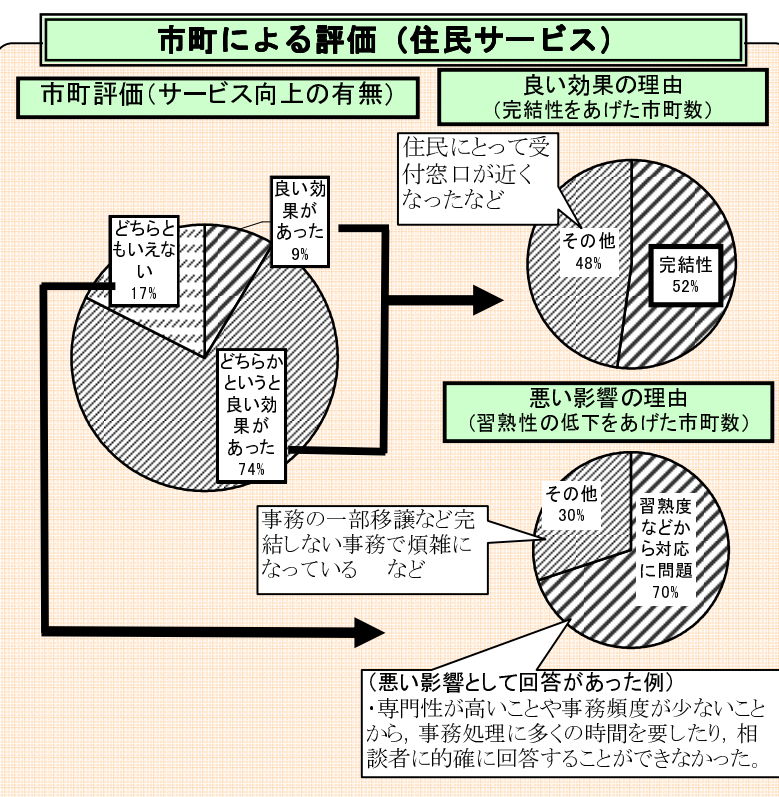 市町による評価（住民サービス）
市町評価（サービス向上の有無）
良い効果の理由
（完結性をあげた市町数）
住民にとって受
付窓口が近く
なったなど
良い効
果が
あった
9%
どちらと
もいえな
い
17%
どちらか
というと
良い効
果が
あった
74%
その他
48%
完結性
52%
悪い影響の理由
（習熟性の低下をあげた市町数）
事務の一部移譲など完
結しない事務で煩雑に
なっている　など
その他
30%
習熟度
などか
ら対応
に問題
70%
（悪い影響として回答があった例）
・専門性が高いことや事務頻度が少ないこと
から，事務処理に多くの時間を要したり，相
談者に的確に回答することができなかった。